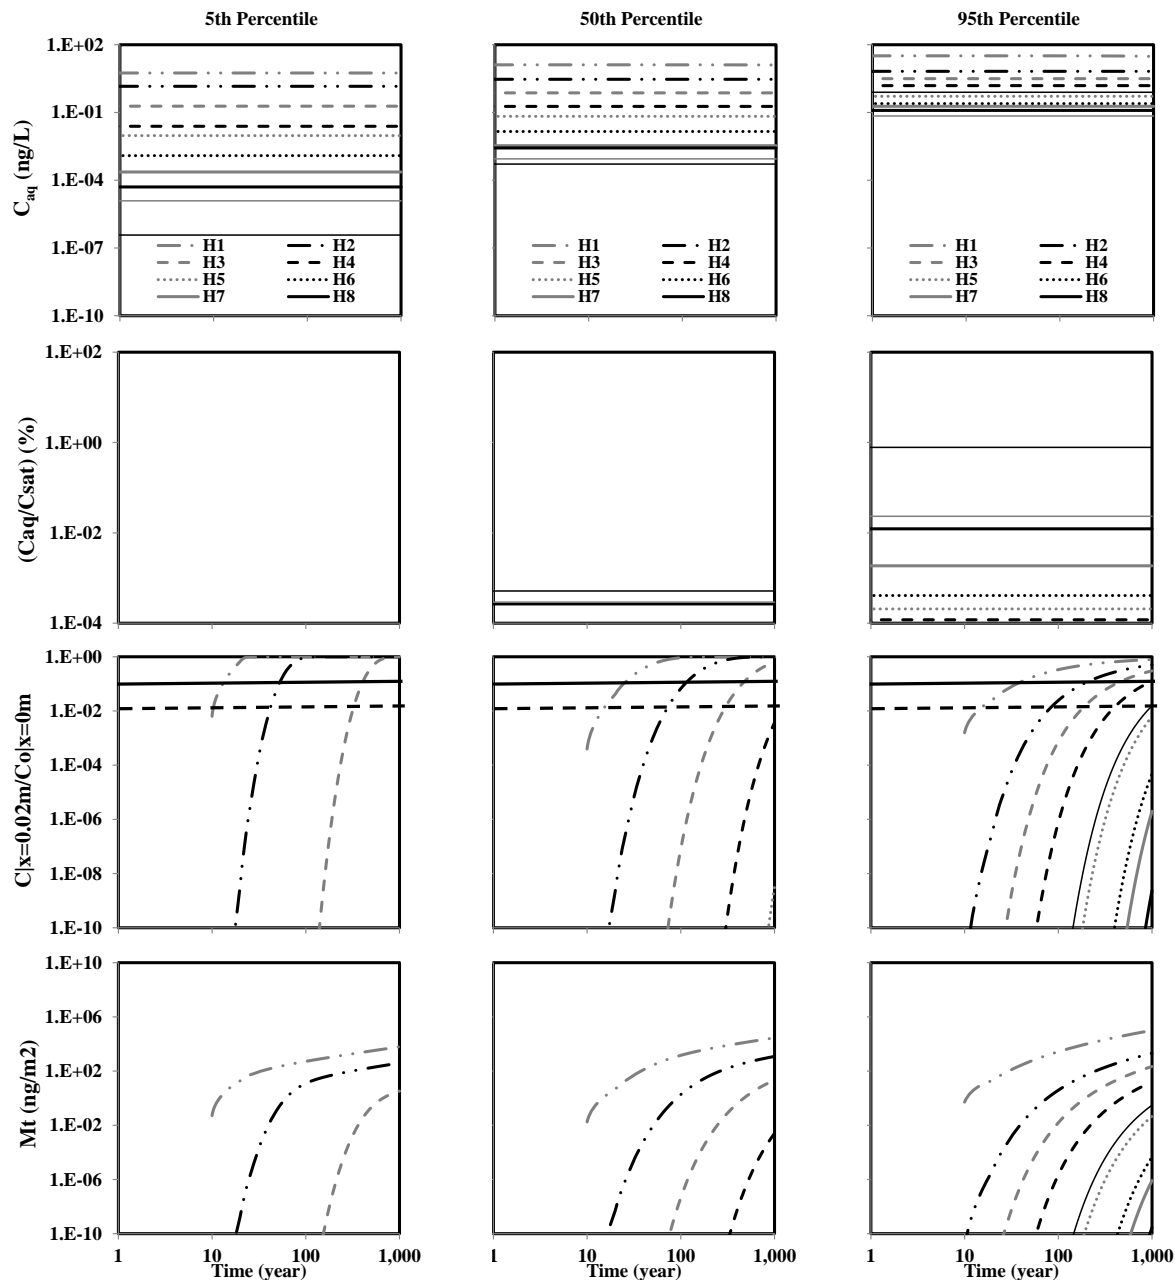 5th Percentile 50th Percentile 95th Percentile
C_aq (ng/L)
1.E+02
1.E-01
1.E-04
1.E-07
1.E-10
H1 H2
H3 H4
H5 H6
H7 H8
H1 H2
H3 H4
H5 H6
H7 H8
H1 H2
H3 H4
H5 H6
H7 H8
(Caq/Csat) (%)
1.E+02
1.E+00
1.E-02
1.E-04
C|x=0.02m/Co|x=0m
1.E+00
1.E-02
1.E-04
1.E-06
1.E-08
1.E-10
Mt (ng/m2)
1.E+10
1.E+06
1.E+02
1.E-02
1.E-06
1.E-10
1 10 100 1,000 1 10 100 1,000 1 10 100 1,000
Time (year) Time (year) Time (year)